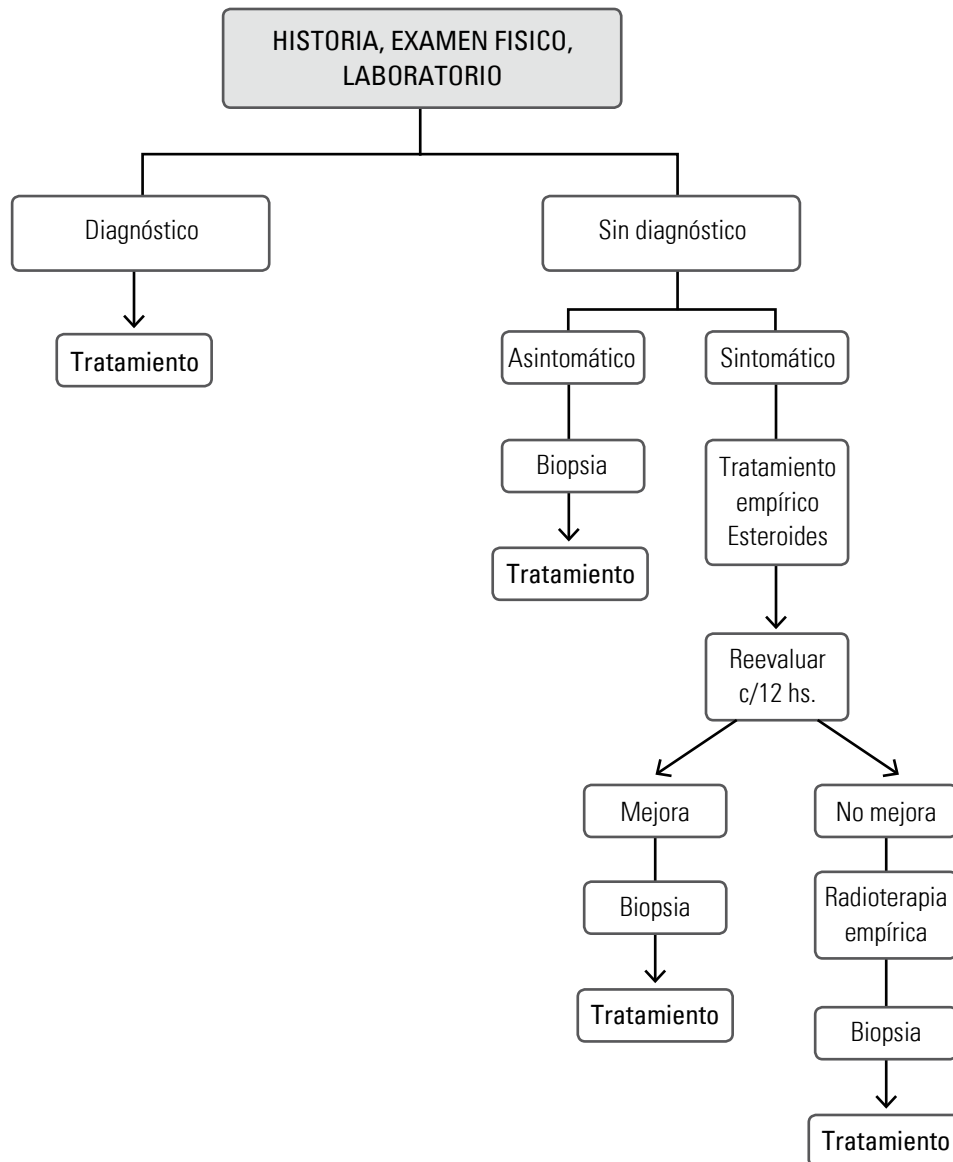 HISTORIA, EXAMEN FISICO,
LABORATORIO
Diagnóstico
Sin diagnóstico
Tratamiento
Asintomático
Sintomático
Biopsia
Tratamiento
empírico
Esteroides
Tratamiento
Reevaluar
c/12 hs.
Mejora
No mejora
Biopsia
Radioterapia
empírica
Tratamiento
Biopsia
Tratamiento